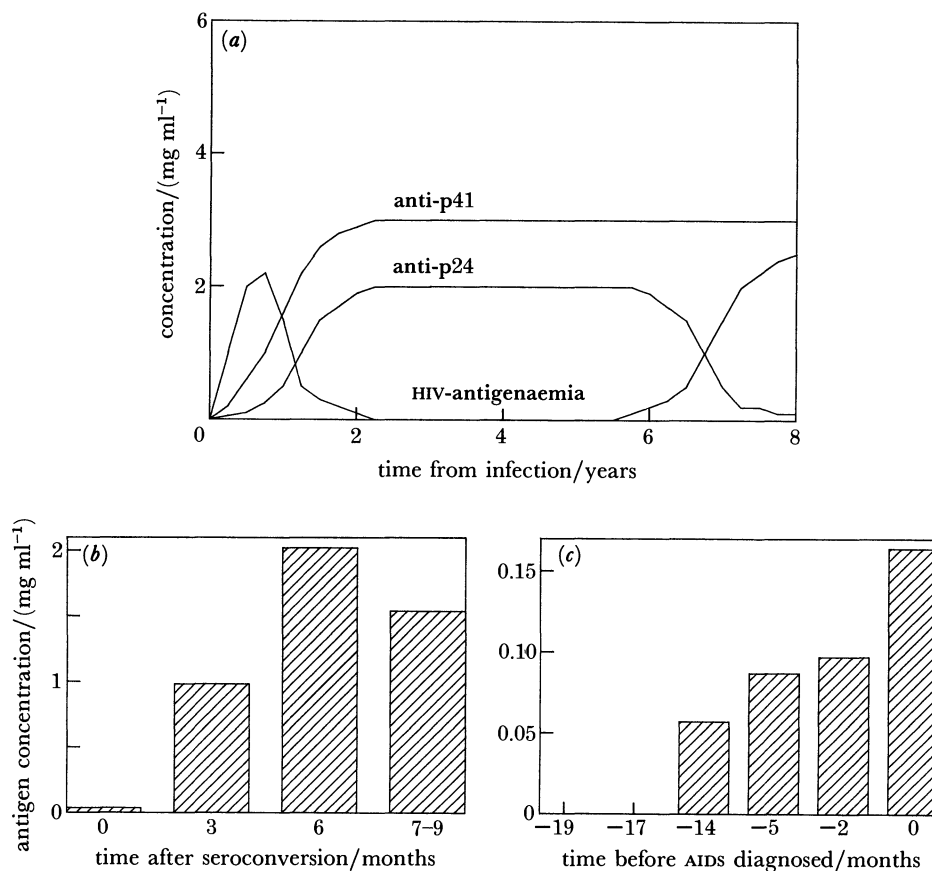 (a)
6
4
2
0
concentration/(mg ml⁻¹)
anti-p41
anti-p24
HIV-antigenaemia
2
4
6
8
time from infection/years
(b)
2
1
0
antigen concentration/(mg ml⁻¹)
0
3
6
7–9
time after seroconversion/months
(c)
0.15
0.10
0.05
0
−19
−17
−14
−5
−2
0
time before AIDS diagnosed/months